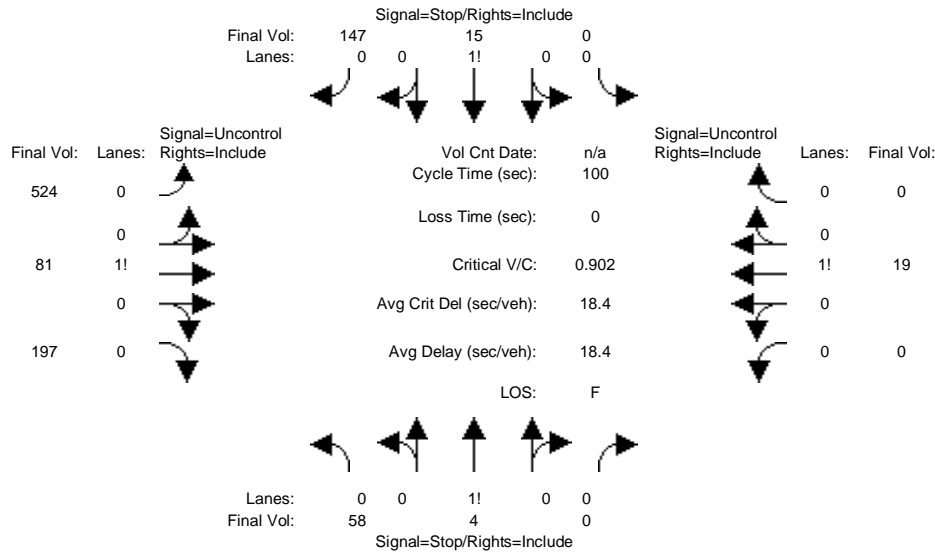 Signal=Stop/Rights=Include
Final Vol: 147 15 0
Lanes: 0 0 1! 0 0
Signal=Uncontrol Signal=Uncontrol
Final Vol: Lanes: Rights=Include Vol Cnt Date: n/a Rights=Include Lanes: Final Vol:
Cycle Time (sec): 100
524 0 0 0
Loss Time (sec): 0
0 0
81 1! Critical V/C: 0.902 1! 19
0 Avg Crit Del (sec/veh): 18.4 0
197 0 Avg Delay (sec/veh): 18.4 0 0
LOS: F
Lanes: 0 0 1! 0 0
Final Vol: 58 4 0
Signal=Stop/Rights=Include